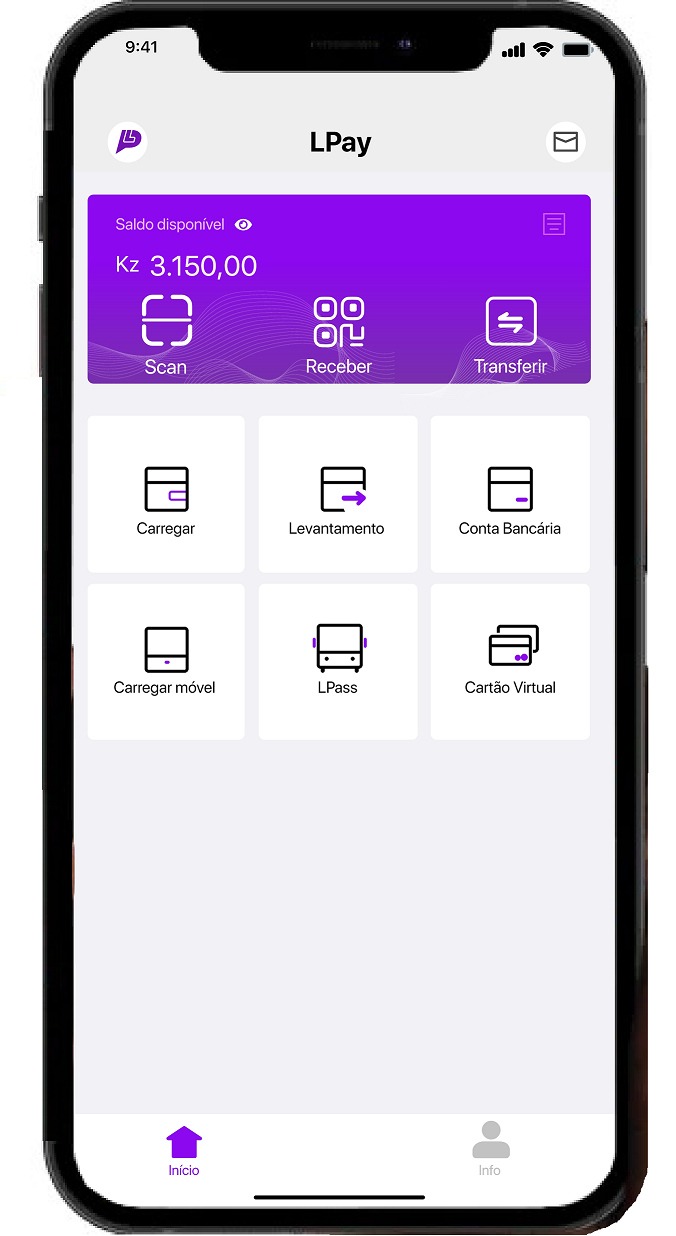 9:41
LPay
Saldo disponível
Kz 3.150,00
Scan
Receber
Transferir
Carregar
Levantamento
Conta Bancária
Carregar móvel
LPass
Cartão Virtual
Início
Info